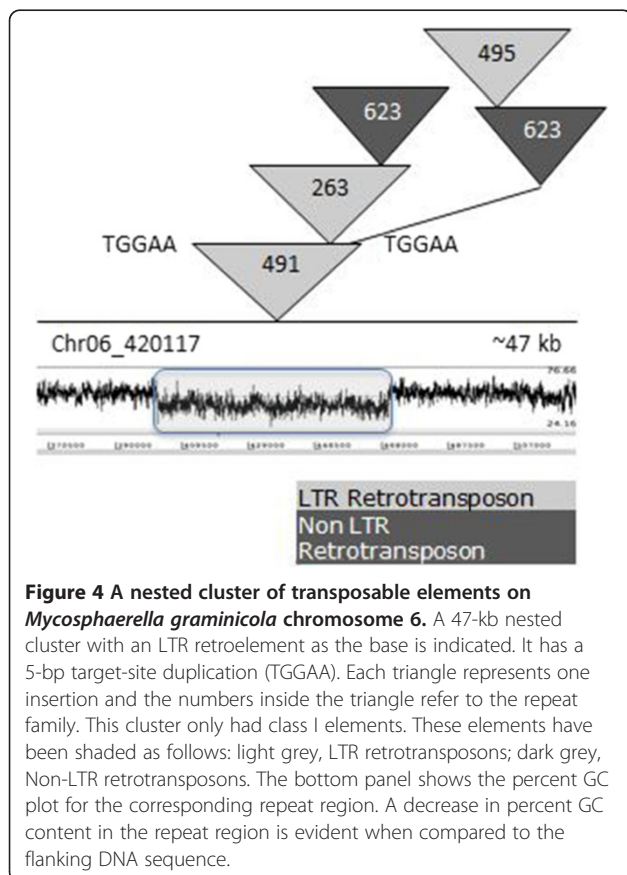 495
623
623
263
TGGAA
TGGAA
491
Chr06_420117
~47 kb
76.66
24.16
LTR Retrotransposon
Non LTR
Retrotransposon
Figure 4 A nested cluster of transposable elements on
Mycosphaerella graminicola chromosome 6. A 47-kb nested
cluster with an LTR retroelement as the base is indicated. It has a
5-bp target-site duplication (TGGAA). Each triangle represents one
insertion and the numbers inside the triangle refer to the repeat
family. This cluster only had class I elements. These elements have
been shaded as follows: light grey, LTR retrotransposons; dark grey,
Non-LTR retrotransposons. The bottom panel shows the percent GC
plot for the corresponding repeat region. A decrease in percent GC
content in the repeat region is evident when compared to the
flanking DNA sequence.